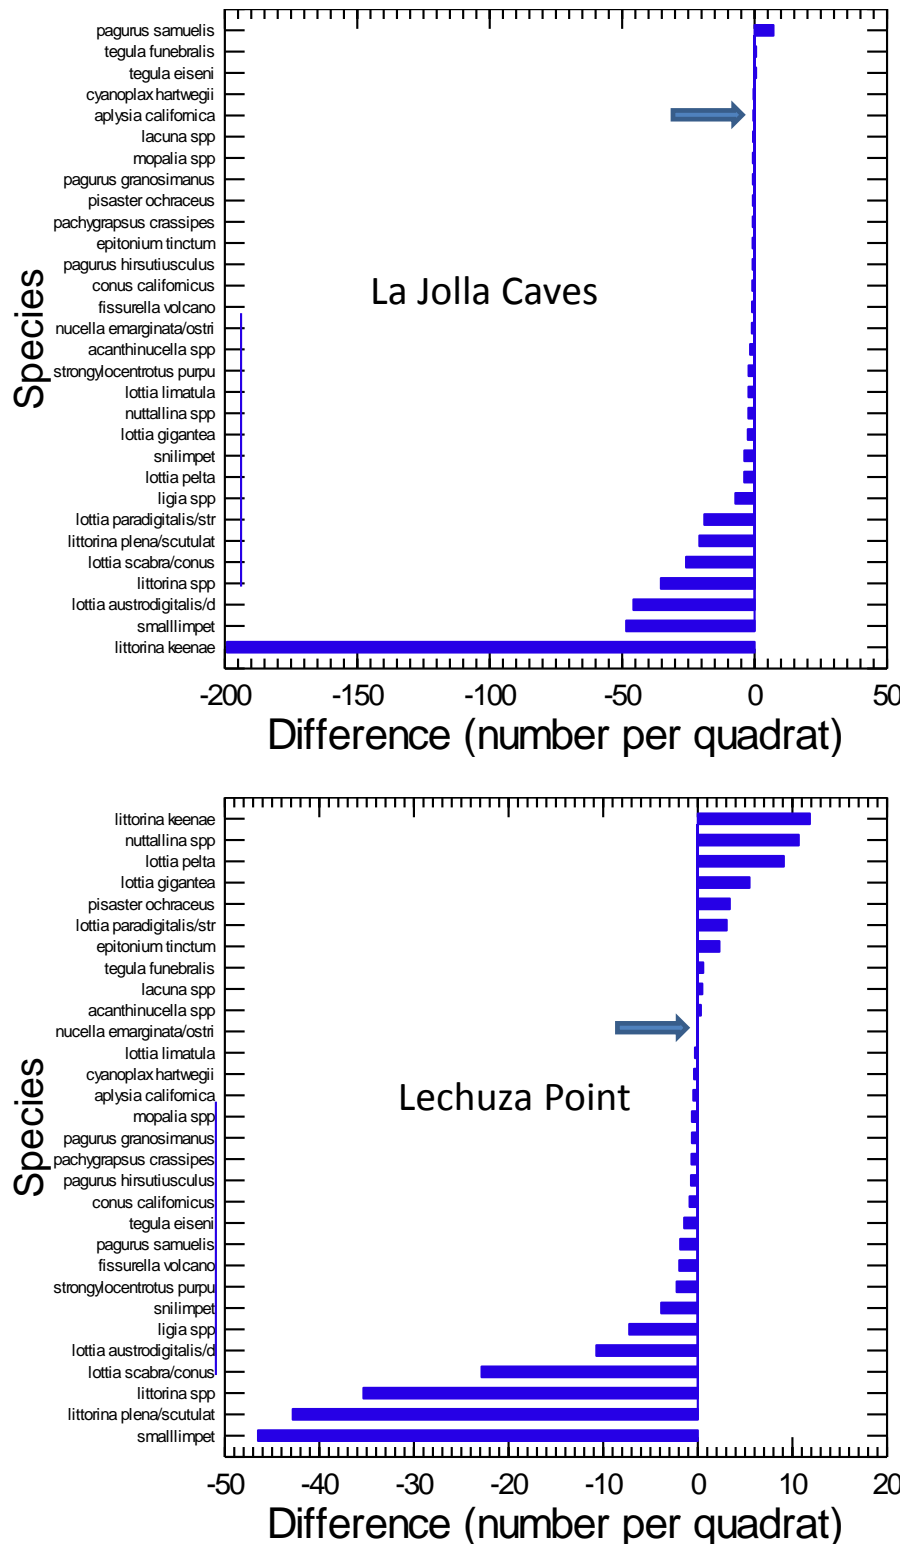 pagurus samuelis
tegula funebralis
tegula eiseni
cyanoplax hartwegii
aplysia californica
lacuna spp
mopalia spp
pagurus granosimanus
pisaster ochraceus
pachygrapsus crassipes
epitonium tinctum
pagurus hirsutiusculus
conus californicus
fissurella volcano
nucella emarginata/ostri
acanthinucella spp
strongylocentrotus purpu
lottia limatula
nuttallina spp
lottia gigantea
snilimpet
lottia pelta
ligia spp
lottia paradigitalis/str
littorina plena/scutulat
lottia scabra/conus
littorina spp
lottia austrodigitalis/d
smalllimpet
littorina keenae
Species
La Jolla Caves
-200 -150 -100 -50 0 50
Difference (number per quadrat)
littorina keenae
nuttallina spp
lottia pelta
lottia gigantea
pisaster ochraceus
lottia paradigitalis/str
epitonium tinctum
tegula funebralis
lacuna spp
acanthinucella spp
nucella emarginata/ostri
lottia limatula
cyanoplax hartwegii
aplysia californica
mopalia spp
pagurus granosimanus
pachygrapsus crassipes
pagurus hirsutiusculus
conus californicus
tegula eiseni
pagurus samuelis
fissurella volcano
strongylocentrotus purpu
snilimpet
ligia spp
lottia austrodigitalis/d
lottia scabra/conus
littorina spp
littorina plena/scutulat
smalllimpet
Species
Lechuza Point
-50 -40 -30 -20 -10 0 10 20
Difference (number per quadrat)